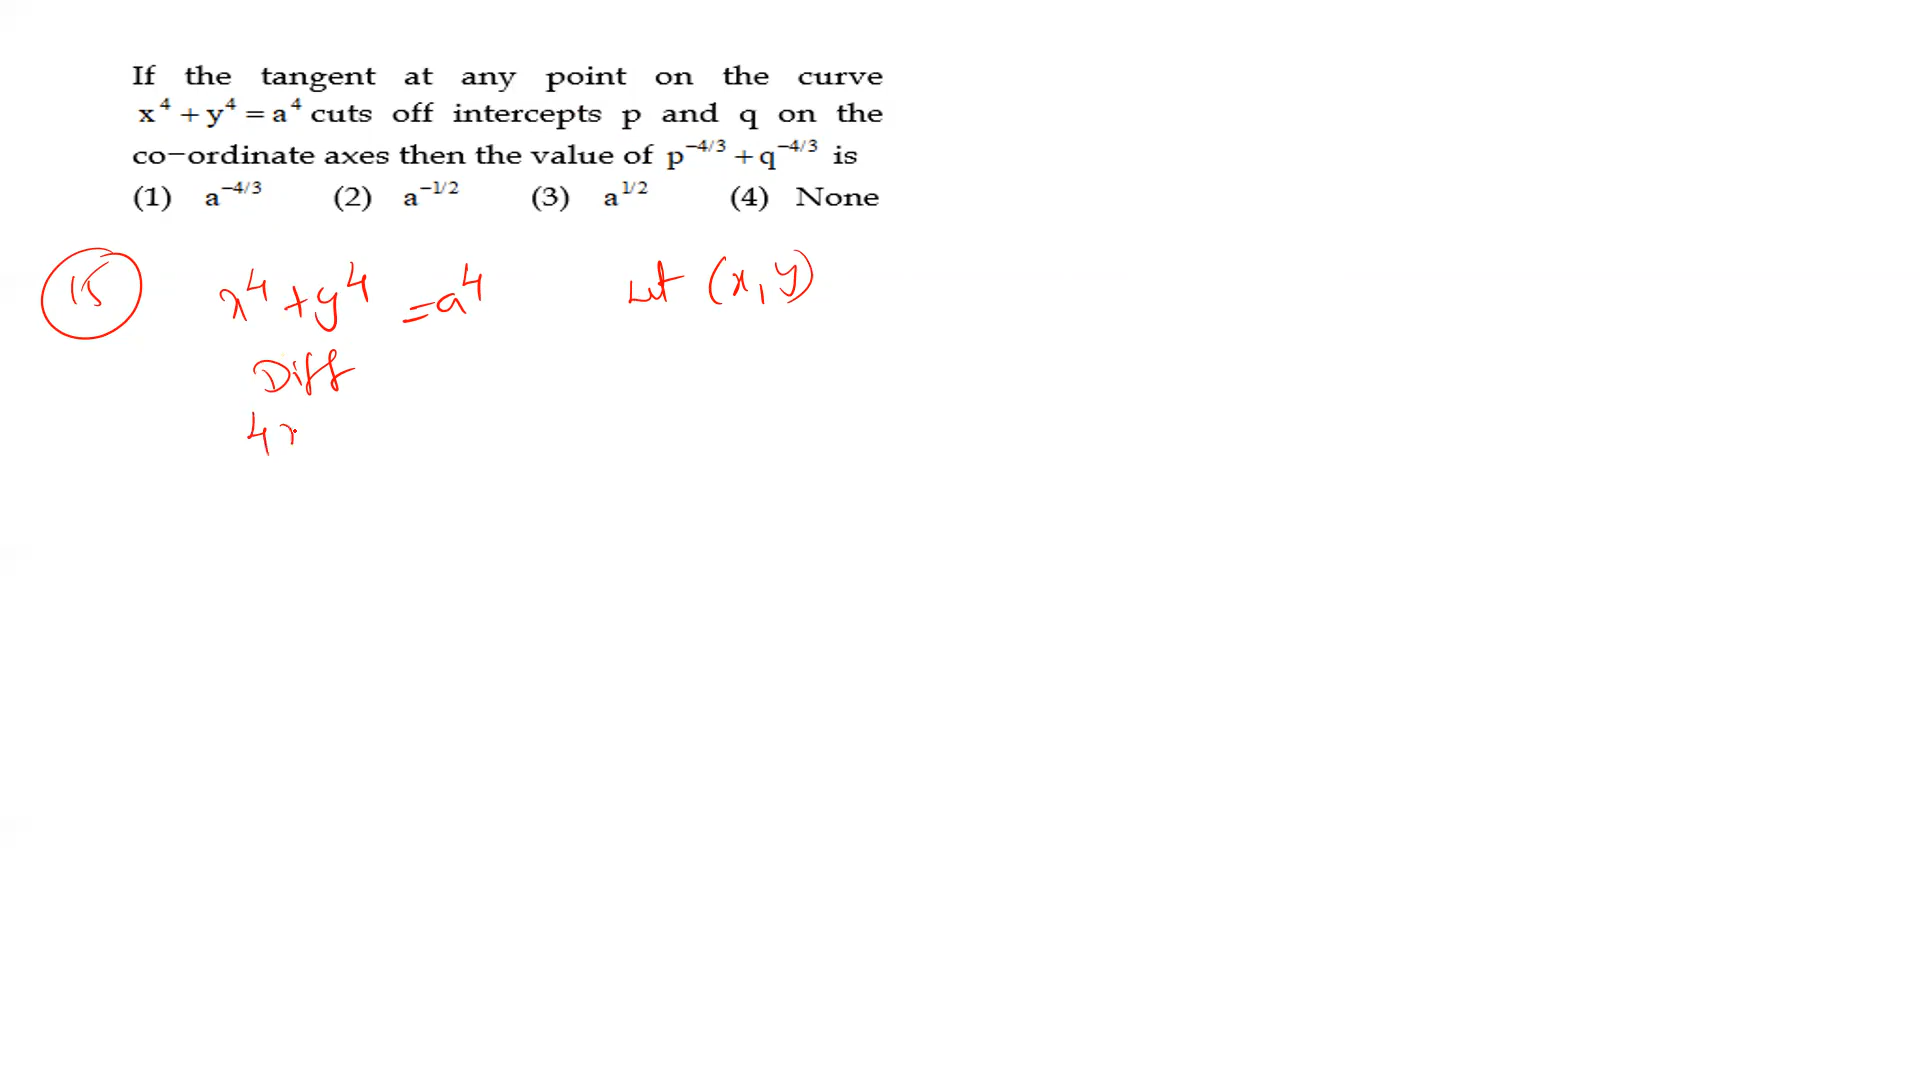 If the tangent at any point on the curve
x⁴ + y⁴ = a⁴ cuts off intercepts p and q on the
co−ordinate axes then the value of p^{−4/3} + q^{−4/3} is
(1) a^{−4/3} (2) a^{−1/2} (3) a^{1/2} (4) None
15 x⁴ + y⁴ = a⁴ Let (x, y)
Diff
4x